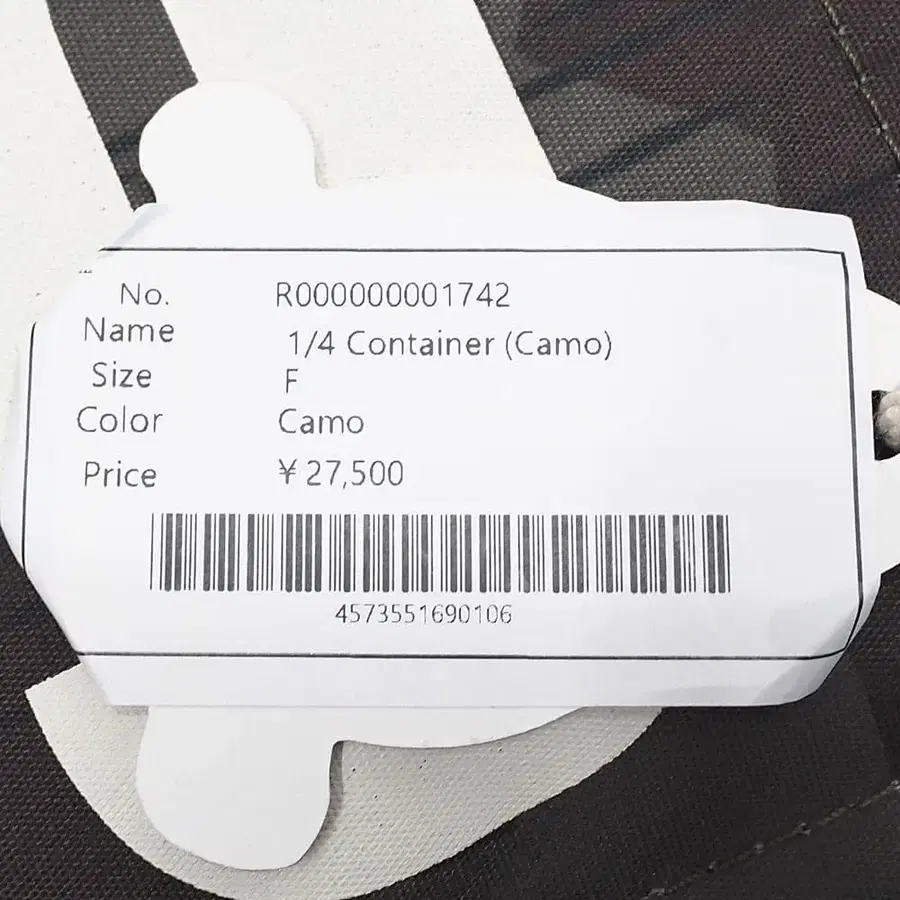 No. R000000001742
Name 1/4 Container (Camo)
Size F
Color Camo
Price ¥ 27,500
4573551690106